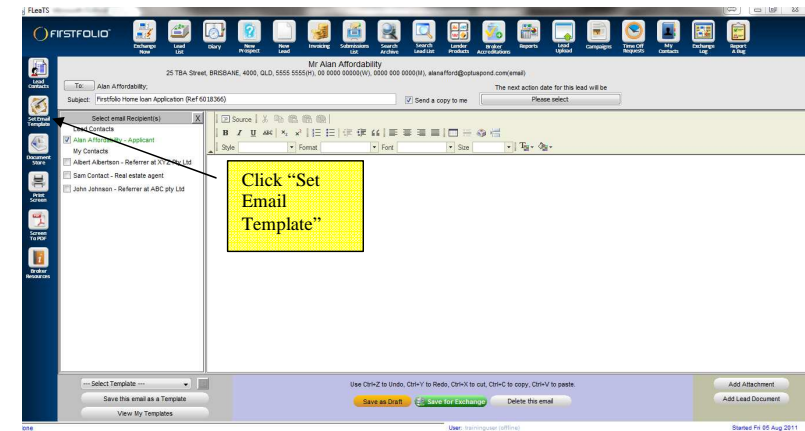 FLeaTS
FIRSTFOLIO
Exchange Now
Lead List
Diary
New Prospect
New Lead
Invoicing
Submissions List
Search Archive
Search Lead List
Lender Products
Broker Accreditations
Reports
Lead Upload
Campaigns
Time Off Requests
My Contacts
Exchange Log
Report A Bug
Lead Contacts
Set Email Template
Document Store
Print Screen
Screen To PDF
Broker Resources
Mr Alan Affordability
25 TBA Street, BRISBANE, 4000, QLD, 5555 5555(H), 00 0000 00000(W), 0000 000 0000(M), alanafford@optuspond.com(email)
To: Alan Affordability;
The next action date for this lead will be
Subject: Firstfolio Home loan Application (Ref 6018366)
Send a copy to me
Please select
Select email Recipient(s) X
Lead Contacts
Alan Affordability - Applicant
My Contacts
Albert Albertson - Referrer at XYZ Pty Ltd
Sam Contact - Real estate agent
John Johnson - Referrer at ABC pty Ltd
Source
B I U ABC
Style Format Font Size
Click “Set
Email
Template”
--- Select Template ---
Save this email as a Template
View My Templates
Use Ctrl+Z to Undo, Ctrl+Y to Redo, Ctrl+X to cut, Ctrl+C to copy, Ctrl+V to paste.
Save as Draft
Save for Exchange
Delete this email
Add Attachment
Add Lead Document
one
User: traininguser (offline)
Started Fri 05 Aug 2011